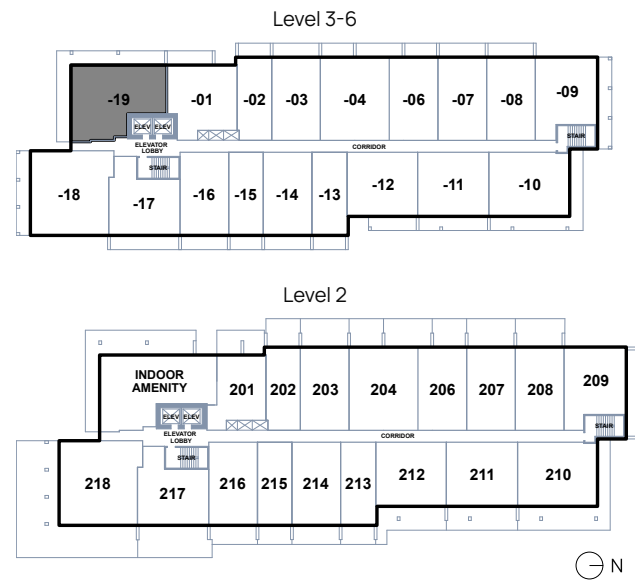 Level 3-6
-19
-01
-02
-03
-04
-06
-07
-08
-09
ELEV
ELEV
ELEVATOR
LOBBY
STAIR
CORRIDOR
STAIR
-18
-17
-16
-15
-14
-13
-12
-11
-10
Level 2
INDOOR
AMENITY
201
202
203
204
206
207
208
209
ELEV
ELEV
ELEVATOR
LOBBY
STAIR
CORRIDOR
STAIR
218
217
216
215
214
213
212
211
210
N